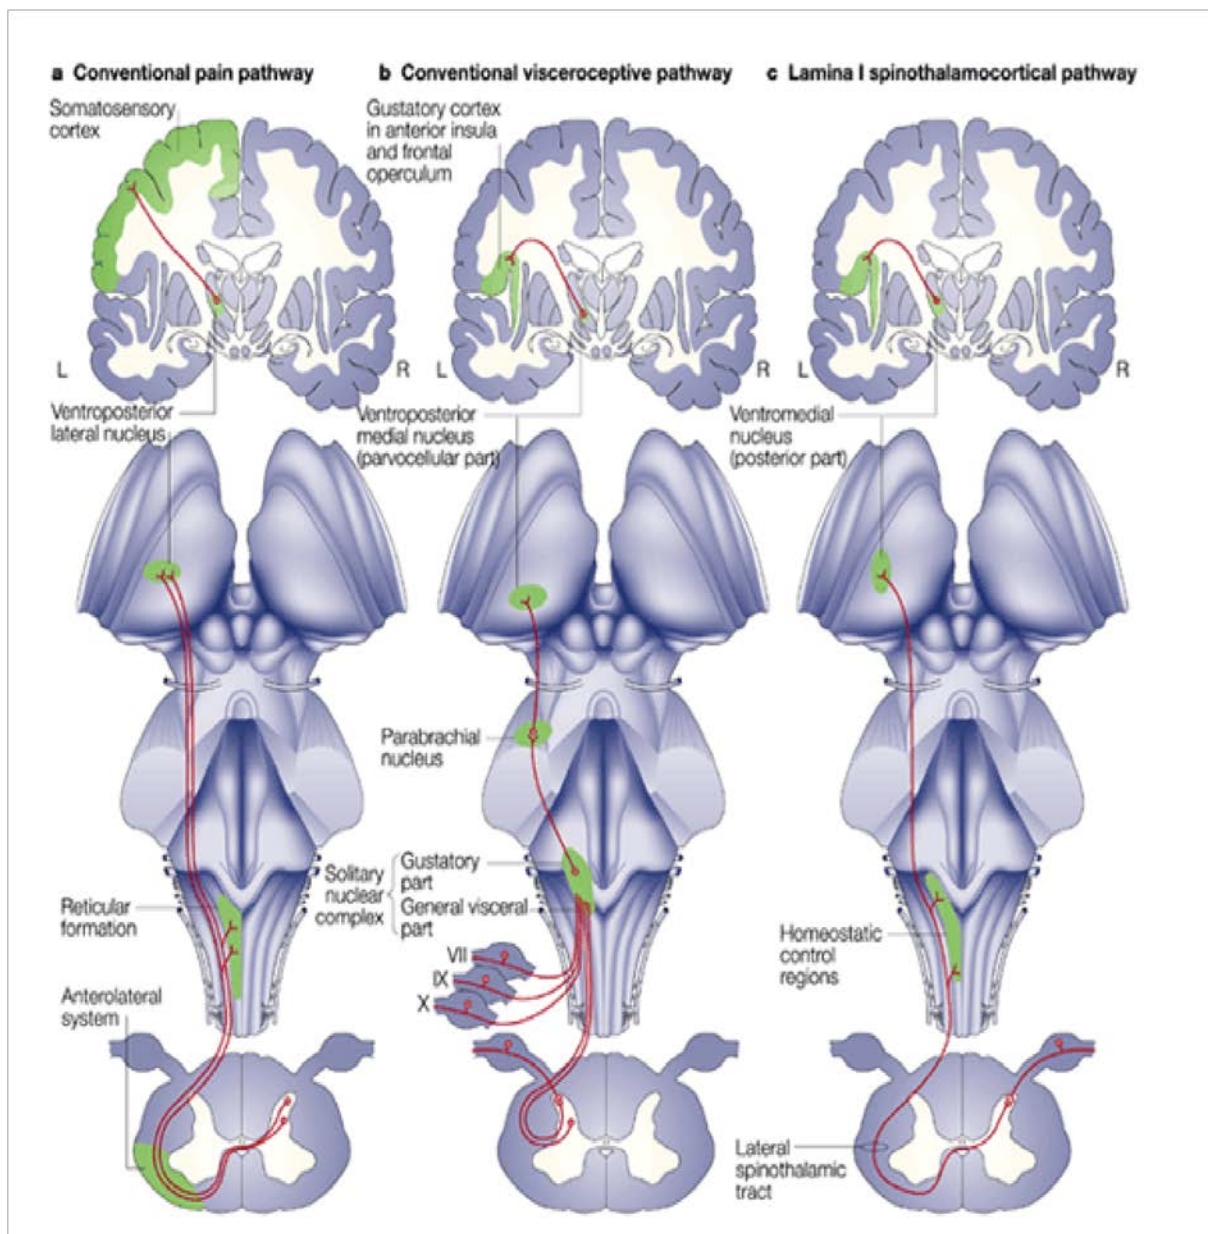 a Conventional pain pathway
Somatosensory
cortex
L
R
Ventroposterior
lateral nucleus
Reticular
formation
Anterolateral
system
b Conventional visceroceptive pathway
Gustatory cortex
in anterior insula
and frontal
operculum
L
R
Ventroposterior
medial nucleus
(parvocellular part)
Parabrachial
nucleus
Solitary
nuclear
complex
Gustatory
part
General visceral
part
VII
IX
X
c Lamina I spinothalamocortical pathway
L
R
Ventromedial
nucleus
(posterior part)
Homeostatic
control
regions
Lateral
spinothalamic
tract